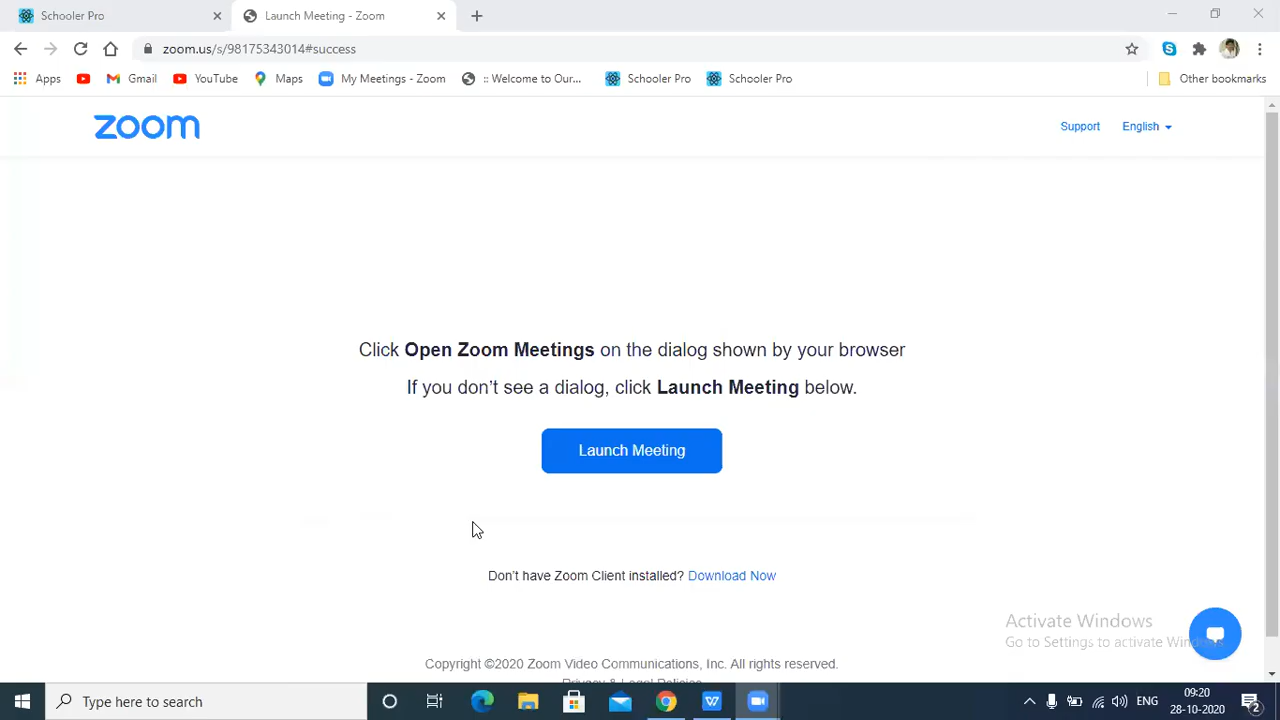 Schooler Pro
Launch Meeting - Zoom
zoom.us/s/98175343014#success
Apps
Gmail
YouTube
Maps
My Meetings - Zoom
:: Welcome to Our...
Schooler Pro
Schooler Pro
Other bookmarks
zoom
Support
English
Click Open Zoom Meetings on the dialog shown by your browser
If you don’t see a dialog, click Launch Meeting below.
Launch Meeting
Don’t have Zoom Client installed? Download Now
Activate Windows
Go to Settings to activate Windows.
Copyright ©2020 Zoom Video Communications, Inc. All rights reserved.
Privacy & Legal Policies
Type here to search
ENG
09:20
28-10-2020
2